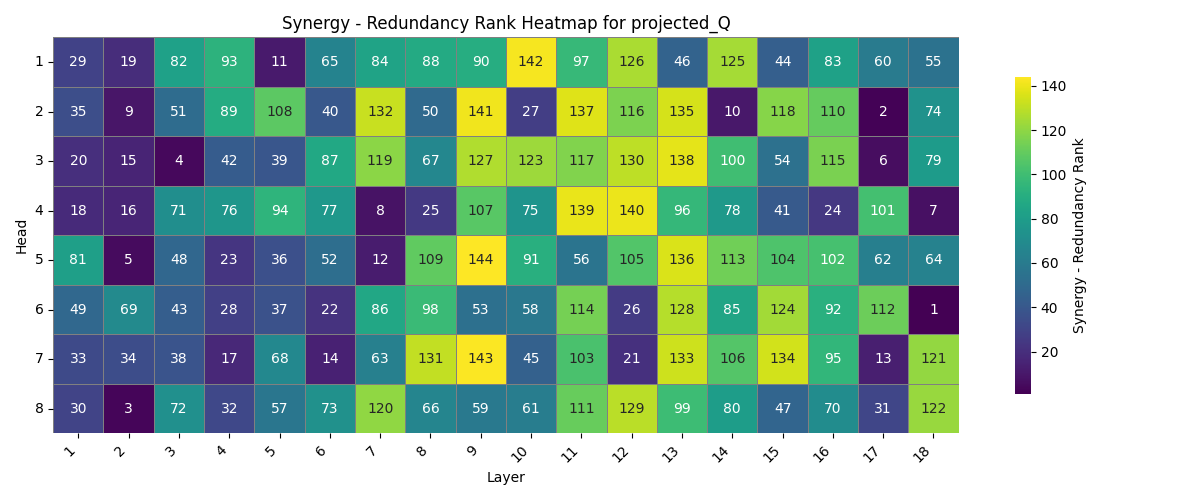 Synergy - Redundancy Rank Heatmap for projected_Q
1 29 19 82 93 11 65 84 88 90 142 97 126 46 125 44 83 60 55
2 35 9 51 89 108 40 132 50 141 27 137 116 135 10 118 110 2 74
3 20 15 4 42 39 87 119 67 127 123 117 130 138 100 54 115 6 79
4 18 16 71 76 94 77 8 25 107 75 139 140 96 78 41 24 101 7
5 81 5 48 23 36 52 12 109 144 91 56 105 136 113 104 102 62 64
6 49 69 43 28 37 22 86 98 53 58 114 26 128 85 124 92 112 1
7 33 34 38 17 68 14 63 131 143 45 103 21 133 106 134 95 13 121
8 30 3 72 32 57 73 120 66 59 61 111 129 99 80 47 70 31 122
1 2 3 4 5 6 7 8 9 10 11 12 13 14 15 16 17 18
Layer
Head
140
120
100
80
60
40
20
Synergy - Redundancy Rank